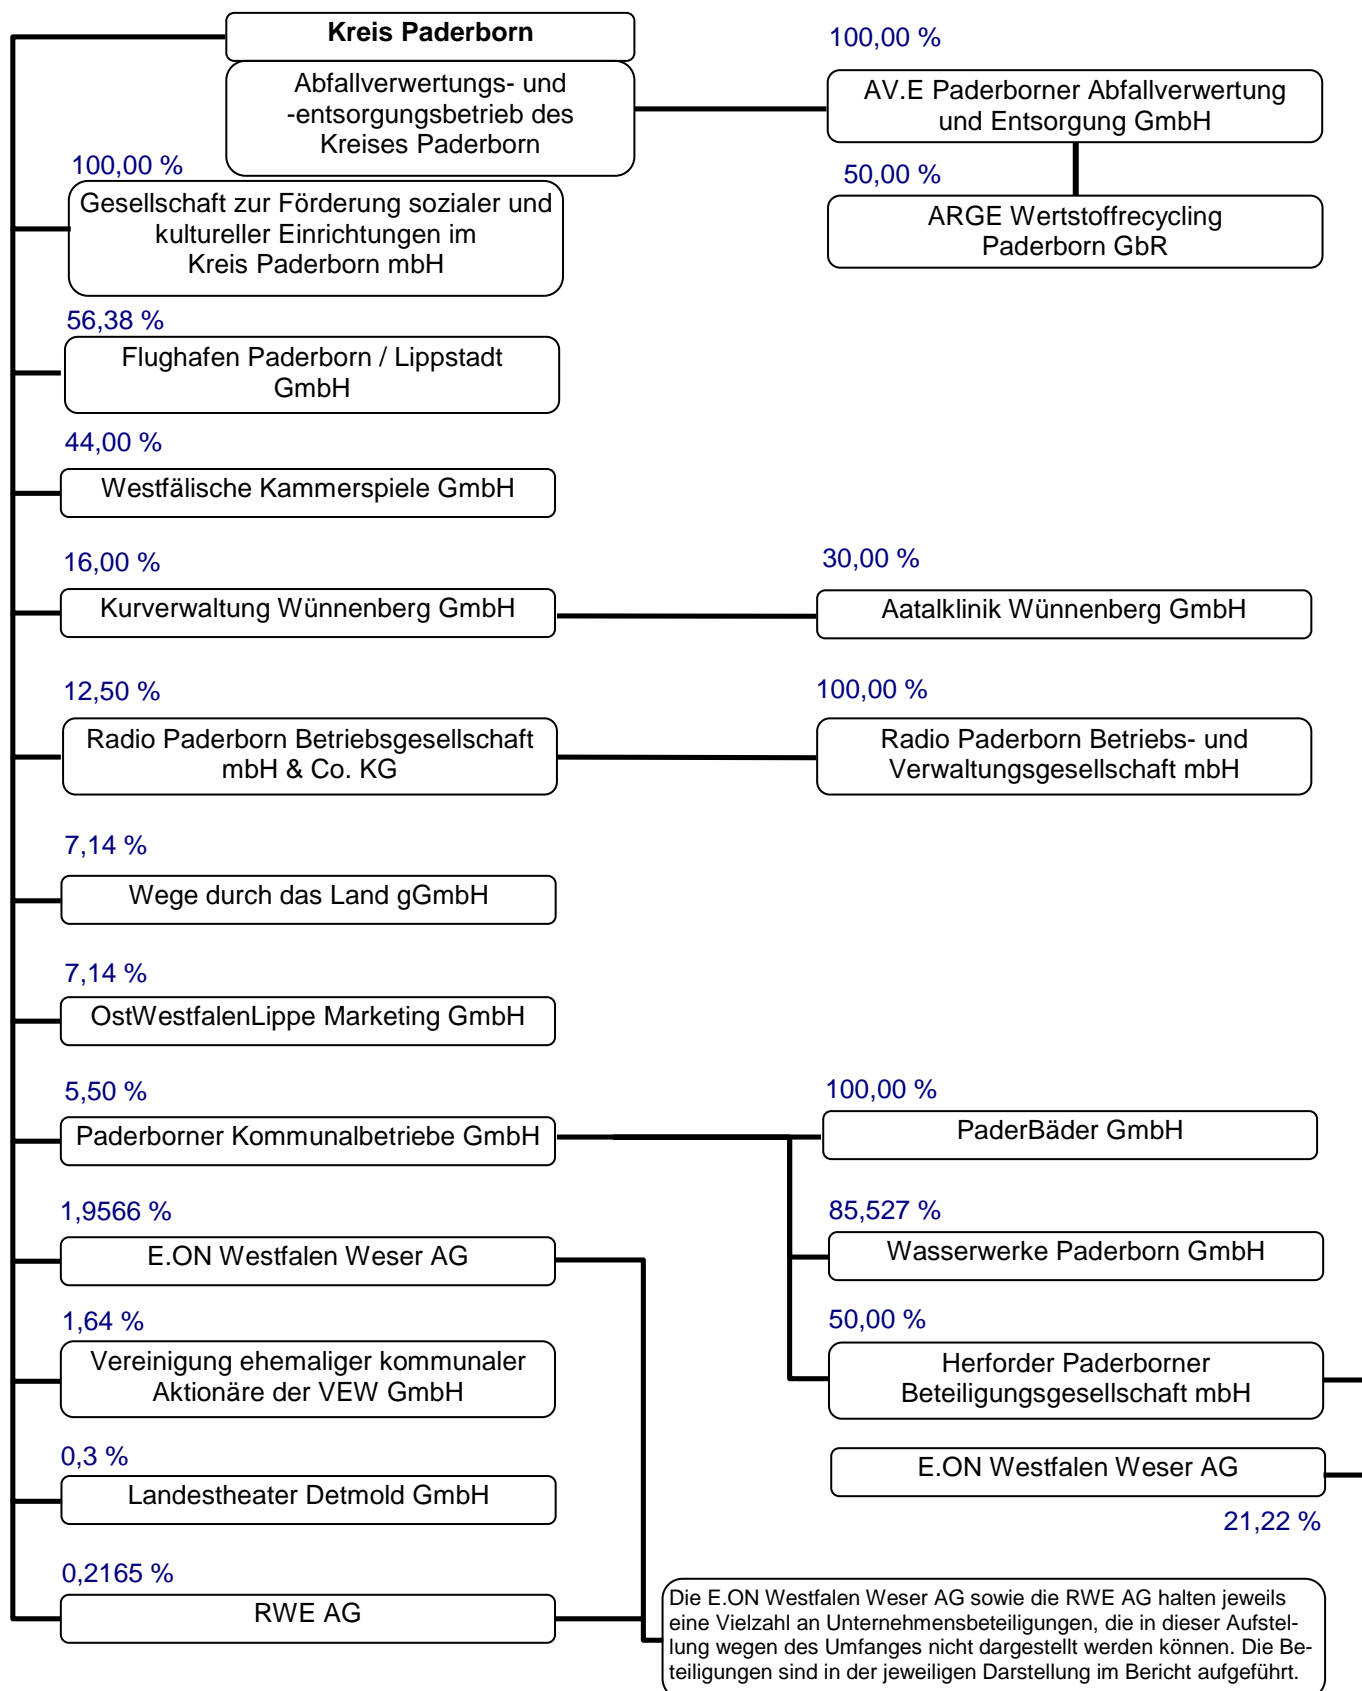 Kreis Paderborn
Abfallverwertungs- und
-entsorgungsbetrieb des
Kreises Paderborn
100,00 %
AV.E Paderborner Abfallverwertung
und Entsorgung GmbH
50,00 %
ARGE Wertstoffrecycling
Paderborn GbR
100,00 %
Gesellschaft zur Förderung sozialer und
kultureller Einrichtungen im
Kreis Paderborn mbH
56,38 %
Flughafen Paderborn / Lippstadt
GmbH
44,00 %
Westfälische Kammerspiele GmbH
16,00 %
Kurverwaltung Wünnenberg GmbH
30,00 %
Aatalklinik Wünnenberg GmbH
12,50 %
Radio Paderborn Betriebsgesellschaft
mbH & Co. KG
100,00 %
Radio Paderborn Betriebs- und
Verwaltungsgesellschaft mbH
7,14 %
Wege durch das Land gGmbH
7,14 %
OstWestfalenLippe Marketing GmbH
5,50 %
Paderborner Kommunalbetriebe GmbH
100,00 %
PaderBäder GmbH
85,527 %
Wasserwerke Paderborn GmbH
50,00 %
Herforder Paderborner
Beteiligungsgesellschaft mbH
E.ON Westfalen Weser AG
21,22 %
1,9566 %
E.ON Westfalen Weser AG
1,64 %
Vereinigung ehemaliger kommunaler
Aktionäre der VEW GmbH
0,3 %
Landestheater Detmold GmbH
0,2165 %
RWE AG
Die E.ON Westfalen Weser AG sowie die RWE AG halten jeweils
eine Vielzahl an Unternehmensbeteiligungen, die in dieser Aufstel-
lung wegen des Umfanges nicht dargestellt werden können. Die Be-
teiligungen sind in der jeweiligen Darstellung im Bericht aufgeführt.